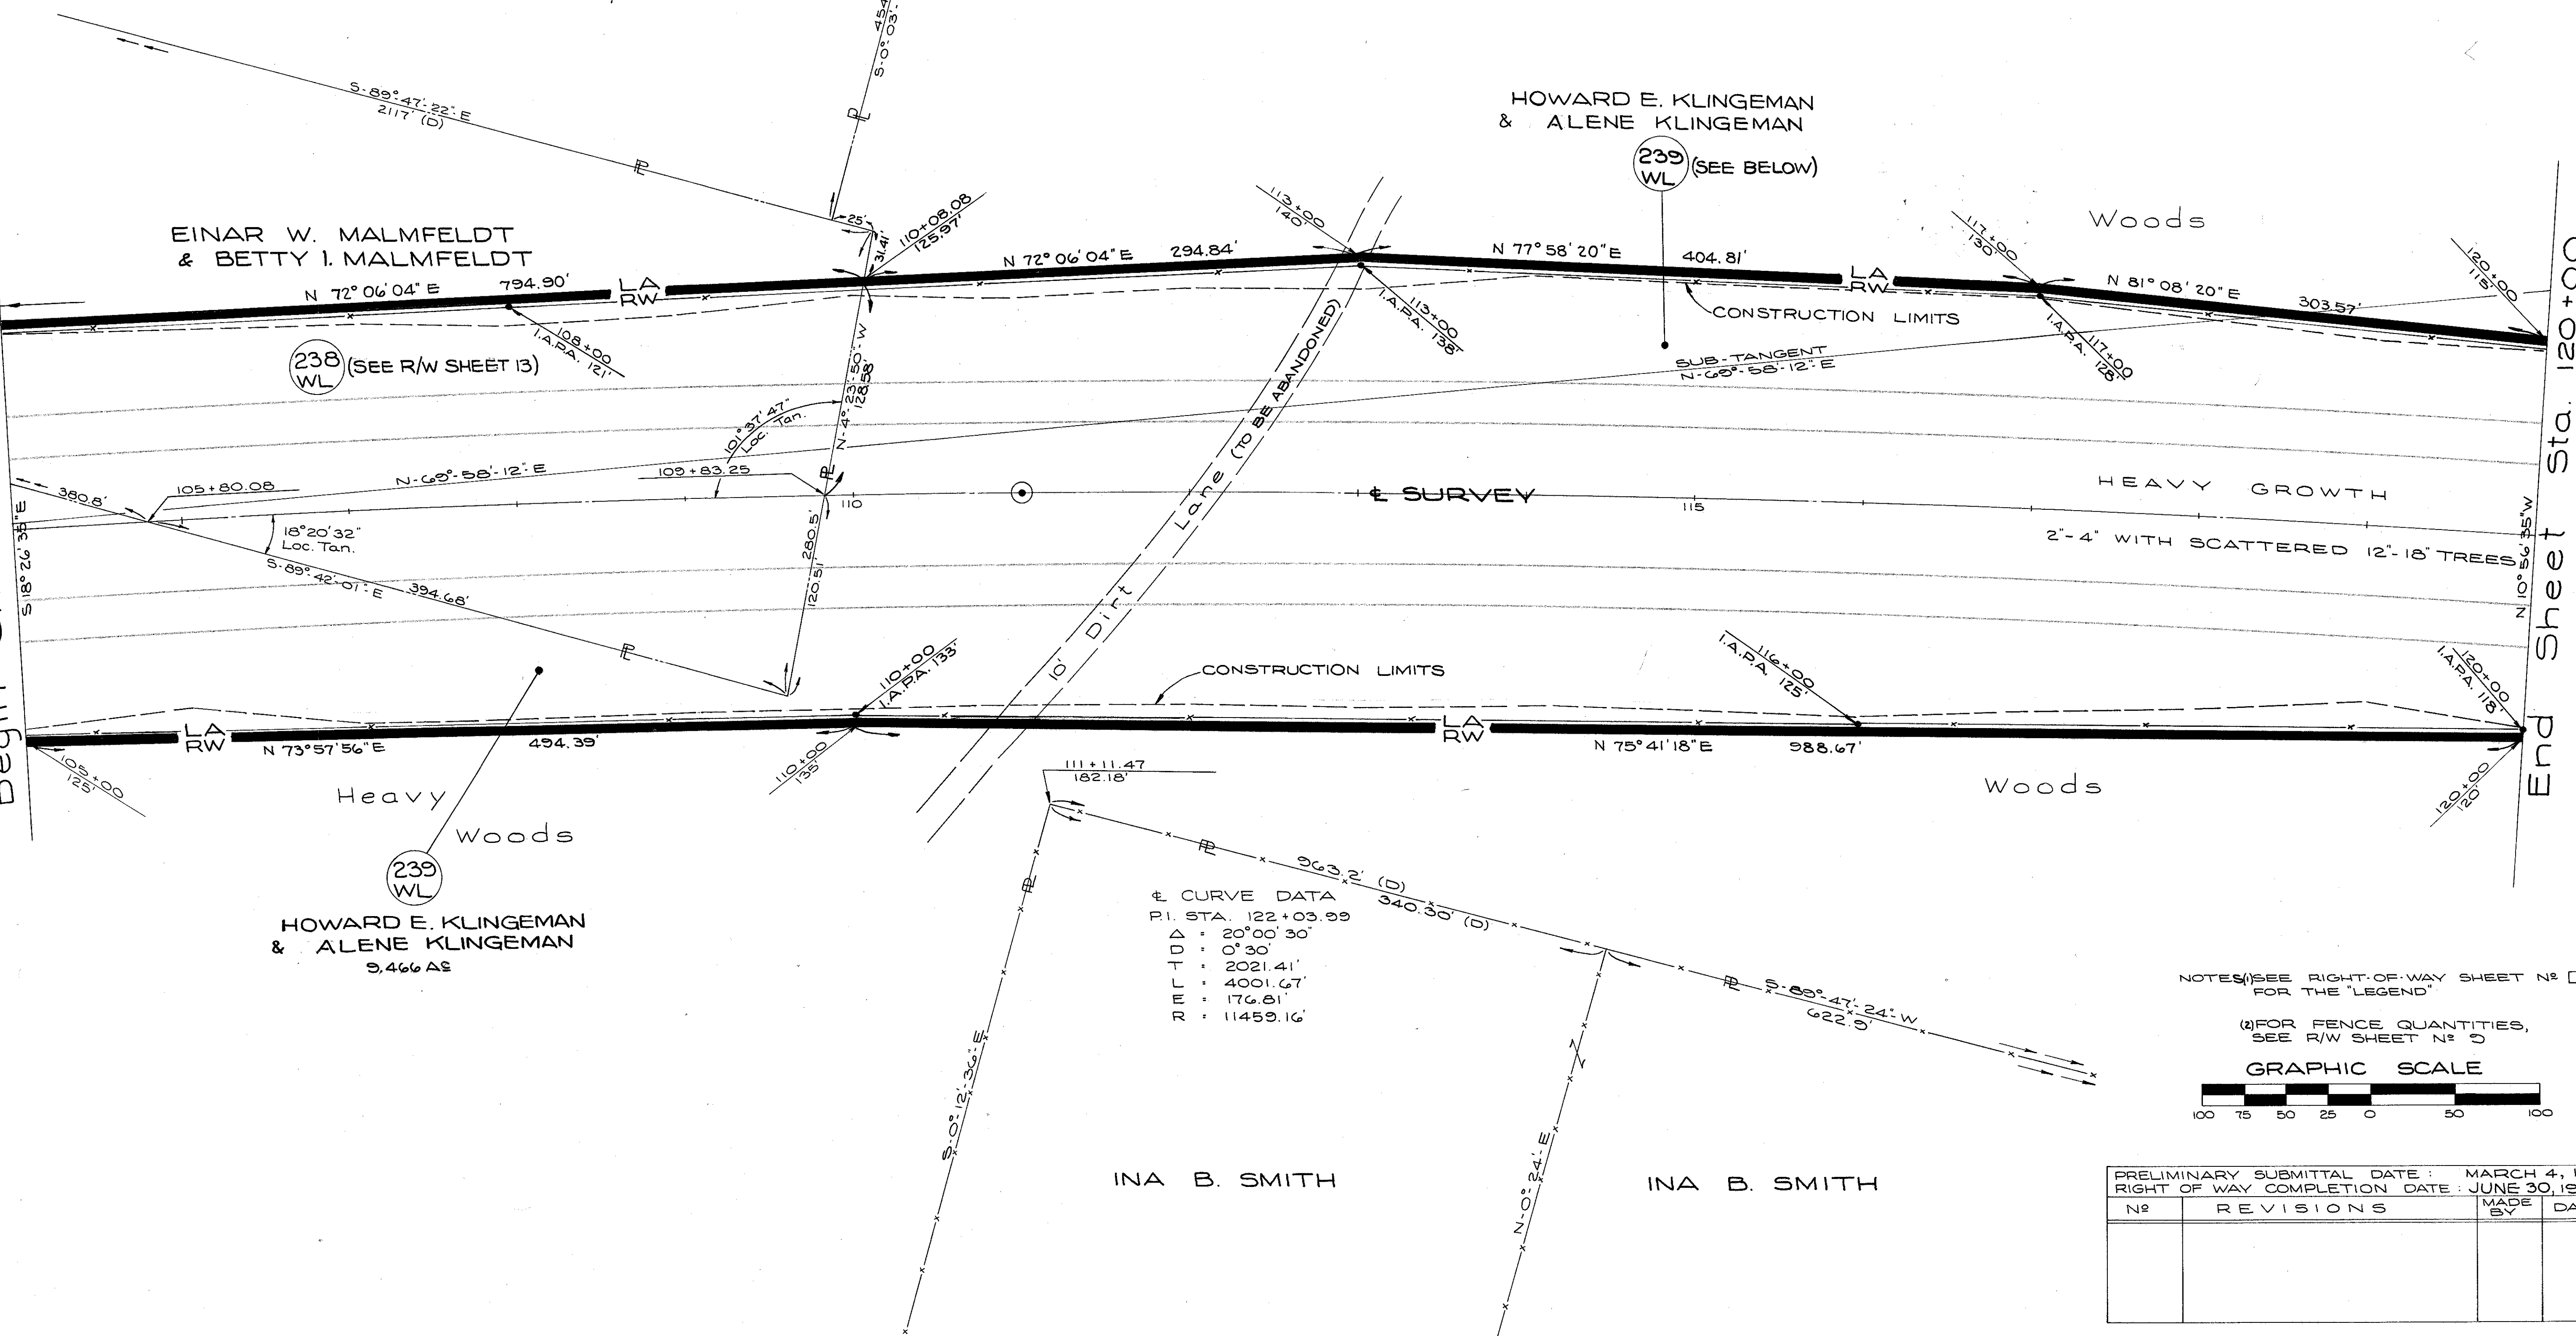 S-89°-47'-22"-E
2117' (D)
454
S-0°-03'-
PL
PL
25'
31.41'
110+08.08
125.97'
EINAR W. MALMFELDT
& BETTY I. MALMFELDT
N 72°06'04" E
794.90'
LA
RW
N 72°06'04" E
294.84'
113+00
140'
HOWARD E. KLINGEMAN
& ALENE KLINGEMAN
239
WL
(SEE BELOW)
N 77°58'20" E
404.81'
LA
RW
117+00
130'
Woods
N 81°08'20" E
303.57'
120+00
115'
108+00
I.A.P.A. 121'
113+00
I.A.P.A. 138'
CONSTRUCTION LIMITS
117+00
I.A.P.A. 128'
238
WL
(SEE R/W SHEET 13)
N-4°-23'-50"-W
128.58'
101°37'47"
Loc. Tan.
SUB-TANGENT
N-69°-58'-12"-E
10' Dirt Lane (TO BE ABANDONED)
380.8'
105+80.08
N-69°-58'-12"-E
109+83.25
PL
110
℄ SURVEY
115
HEAVY GROWTH
2"-4" WITH SCATTERED 12"-18" TREES
S 18°26'35" E
18°20'32"
Loc. Tan.
S-89°-42'-01"-E
394.68'
280.5'
120.51'
PL
N 10°56'35" W
End Sheet Sta. 120+00
Begin
110+00
I.A.P.A. 133'
CONSTRUCTION LIMITS
116+00
I.A.P.A. 125'
120+00
I.A.P.A. 118'
LA
RW
N 73°57'56" E
494.39'
LA
RW
N 75°41'18" E
988.67'
105+00
125'
110+00
135'
111+11.47
182.18'
120+00
120'
Heavy
Woods
Woods
239
WL
HOWARD E. KLINGEMAN
& ALENE KLINGEMAN
9.466 Ac
PL
PL
963.2' (D)
340.30' (D)
℄ CURVE DATA
P.I. STA. 122+03.99
Δ = 20°00'30"
D = 0°30'
T = 2021.41'
L = 4001.67'
E = 176.81'
R = 11459.16'
PL
S-89°-47'-24"-W
622.9'
S-0°-12'-36"-E
N-0°-24'-E
INA B. SMITH
INA B. SMITH
NOTES(1)SEE RIGHT-OF-WAY SHEET Nº
FOR THE "LEGEND"
(2)FOR FENCE QUANTITIES,
SEE R/W SHEET Nº 9
GRAPHIC SCALE
100 75 50 25 0 50 100
PRELIMINARY SUBMITTAL DATE : MARCH 4,
RIGHT OF WAY COMPLETION DATE : JUNE 30, 19
Nº REVISIONS MADE BY DA